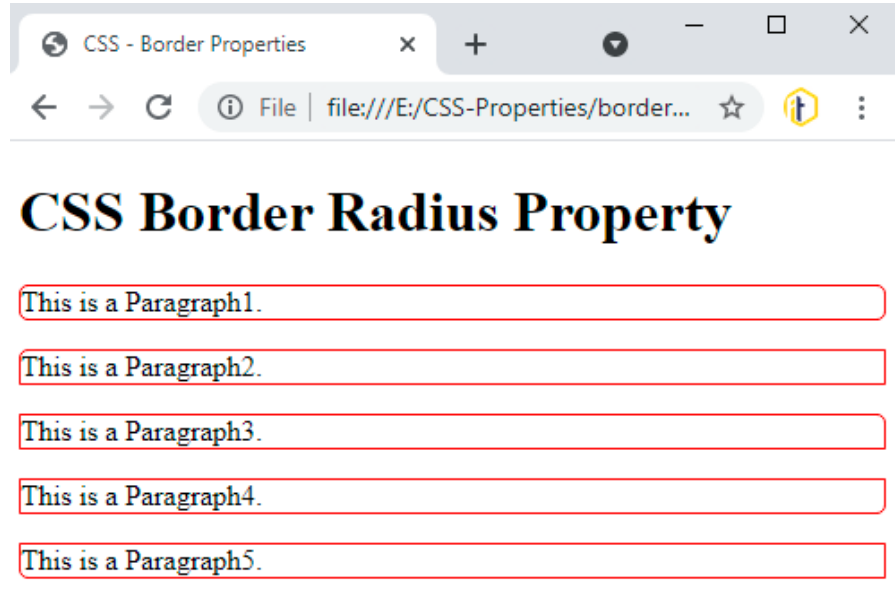 CSS - Border Properties
File file:///E:/CSS-Properties/border...
CSS Border Radius Property
This is a Paragraph1.
This is a Paragraph2.
This is a Paragraph3.
This is a Paragraph4.
This is a Paragraph5.